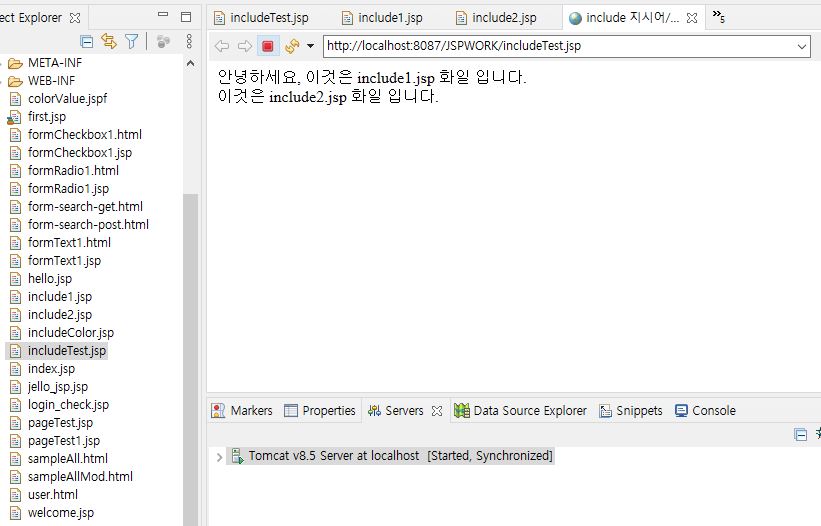 ect Explorer
META-INF
WEB-INF
colorValue.jspf
first.jsp
formCheckbox1.html
formCheckbox1.jsp
formRadio1.html
formRadio1.jsp
form-search-get.html
form-search-post.html
formText1.html
formText1.jsp
hello.jsp
include1.jsp
include2.jsp
includeColor.jsp
includeTest.jsp
index.jsp
jello_jsp.jsp
login_check.jsp
pageTest.jsp
pageTest1.jsp
sampleAll.html
sampleAllMod.html
user.html
welcome.jsp
includeTest.jsp include1.jsp include2.jsp include 지시어/... »5
http://localhost:8087/JSPWORK/includeTest.jsp
안녕하세요, 이것은 include1.jsp 화일 입니다.
이것은 include2.jsp 화일 입니다.
Markers Properties Servers Data Source Explorer Snippets Console
Tomcat v8.5 Server at localhost [Started, Synchronized]